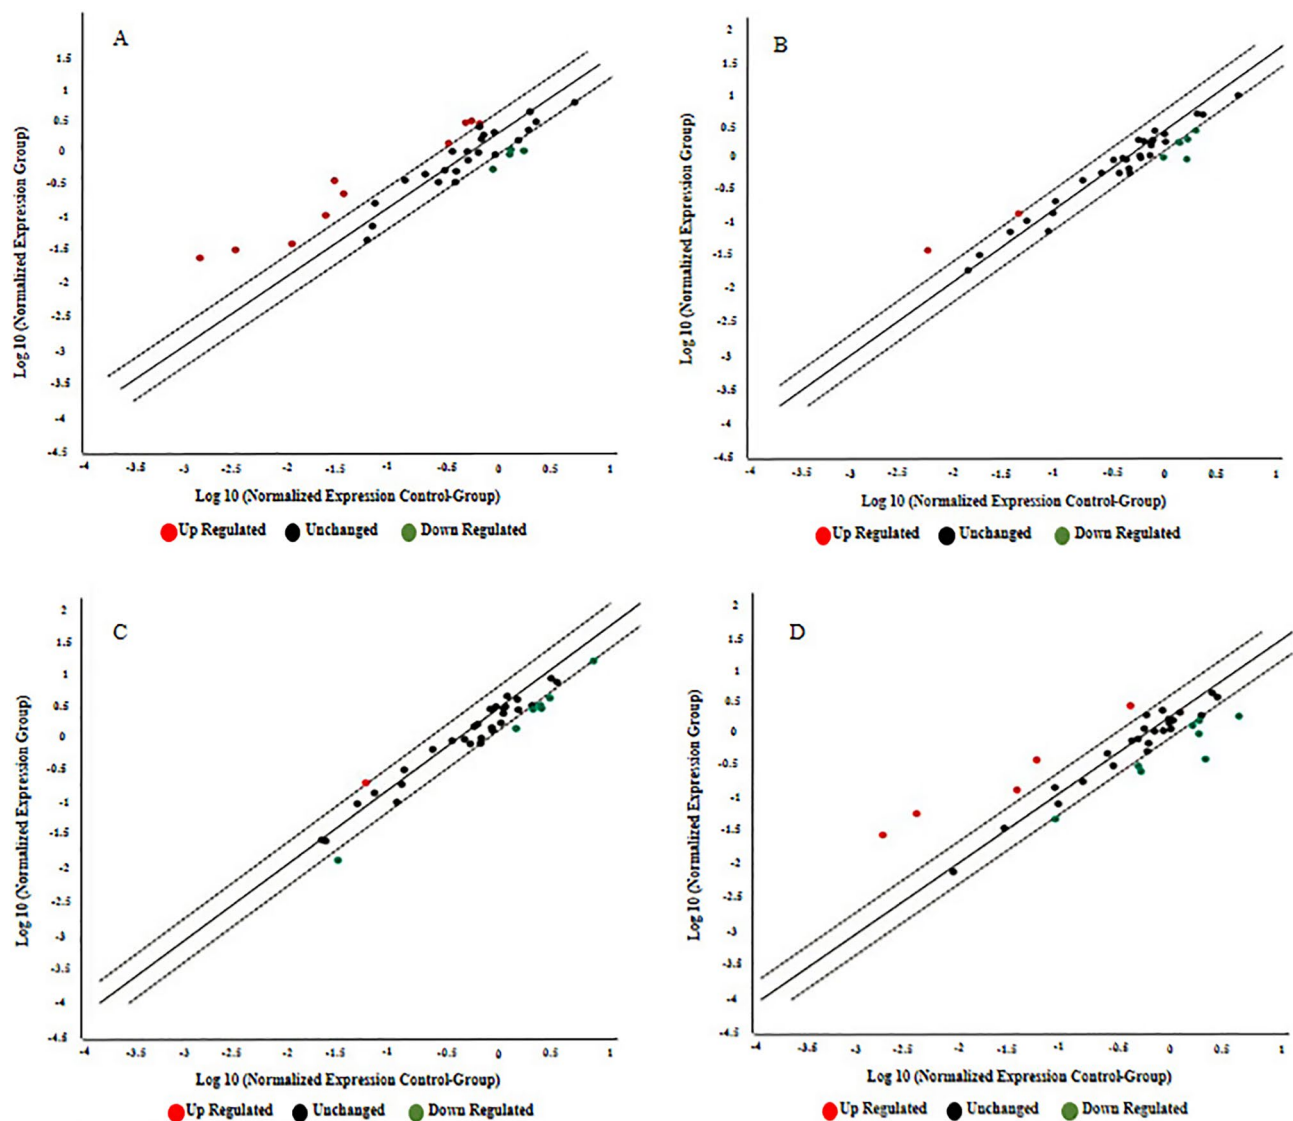 A
1.5
1
0.5
0
-0.5
-1
-1.5
-2
-2.5
-3
-3.5
-4
-4.5
Log 10 (Normalized Expression Group)
-4 -3.5 -3 -2.5 -2 -1.5 -1 -0.5 0 0.5 1
Log 10 (Normalized Expression Control-Group)
Up Regulated Unchanged Down Regulated
B
2
1.5
1
0.5
0
-0.5
-1
-1.5
-2
-2.5
-3
-3.5
-4
-4.5
Log 10 (Normalized Expression Group)
-4 -3.5 -3 -2.5 -2 -1.5 -1 -0.5 0 0.5 1
Log 10 (Normalized Expression Control-Group)
Up Regulated Unchanged Down Regulated
C
2
1.5
1
0.5
0
-0.5
-1
-1.5
-2
-2.5
-3
-3.5
-4
-4.5
Log 10 (Normalized Expression Group)
-4 -3.5 -3 -2.5 -2 -1.5 -1 -0.5 0 0.5 1
Log 10 (Normalized Expression Control-Group)
Up Regulated Unchanged Down Regulated
D
2
1.5
1
0.5
0
-0.5
-1
-1.5
-2
-2.5
-3
-3.5
-4
-4.5
Log 10 (Normalized Expression Group)
-4 -3.5 -3 -2.5 -2 -1.5 -1 -0.5 0 0.5 1
Log 10 (Normalized Expression Control-Group)
Up Regulated Unchanged Down Regulated